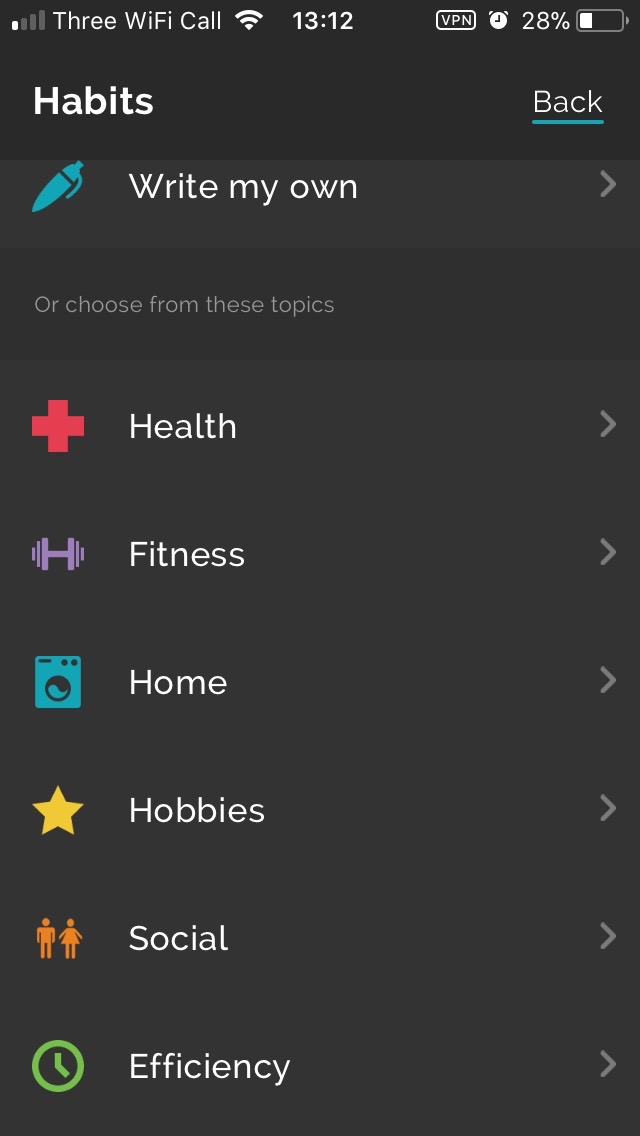 Three WiFi Call 13:12 VPN 28%
Habits Back
Write my own
Or choose from these topics
Health
Fitness
Home
Hobbies
Social
Efficiency